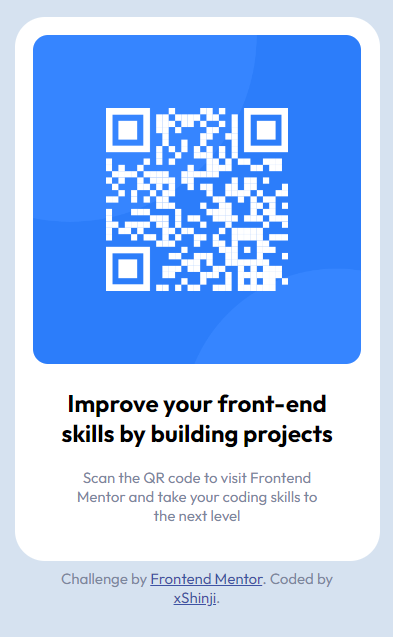 Improve your front-end
skills by building projects
Scan the QR code to visit Frontend
Mentor and take your coding skills to
the next level
Challenge by Frontend Mentor. Coded by
xShinji.